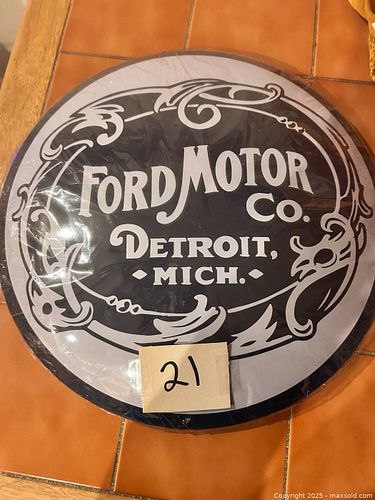 FORD MOTOR
CO.
DETROIT,
MICH.
21
Copyright 2025 - maxsold.com